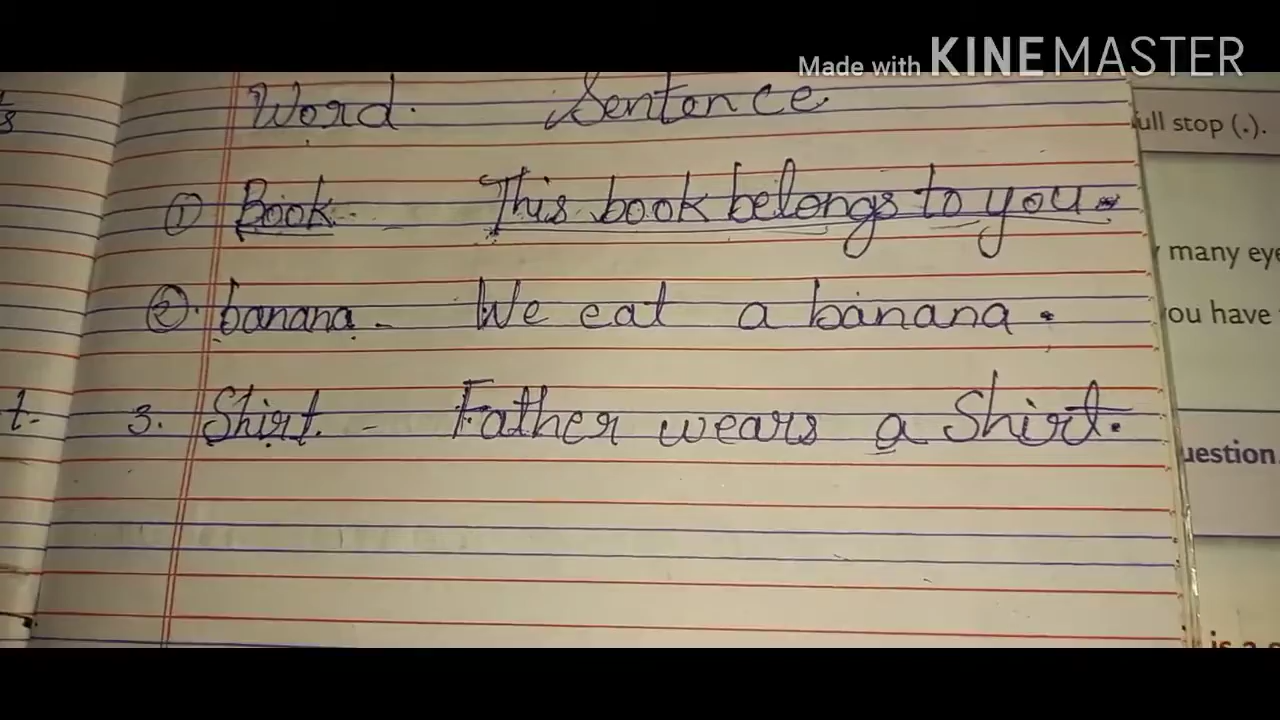 Made with KINEMASTER
Word. Sentence
ull stop (.).
① Book - This book belongs to you.
many eye
② banana - We eat a banana.
ou have
t. 3. Shirt. - Father wears a Shirt.
uestion
is a